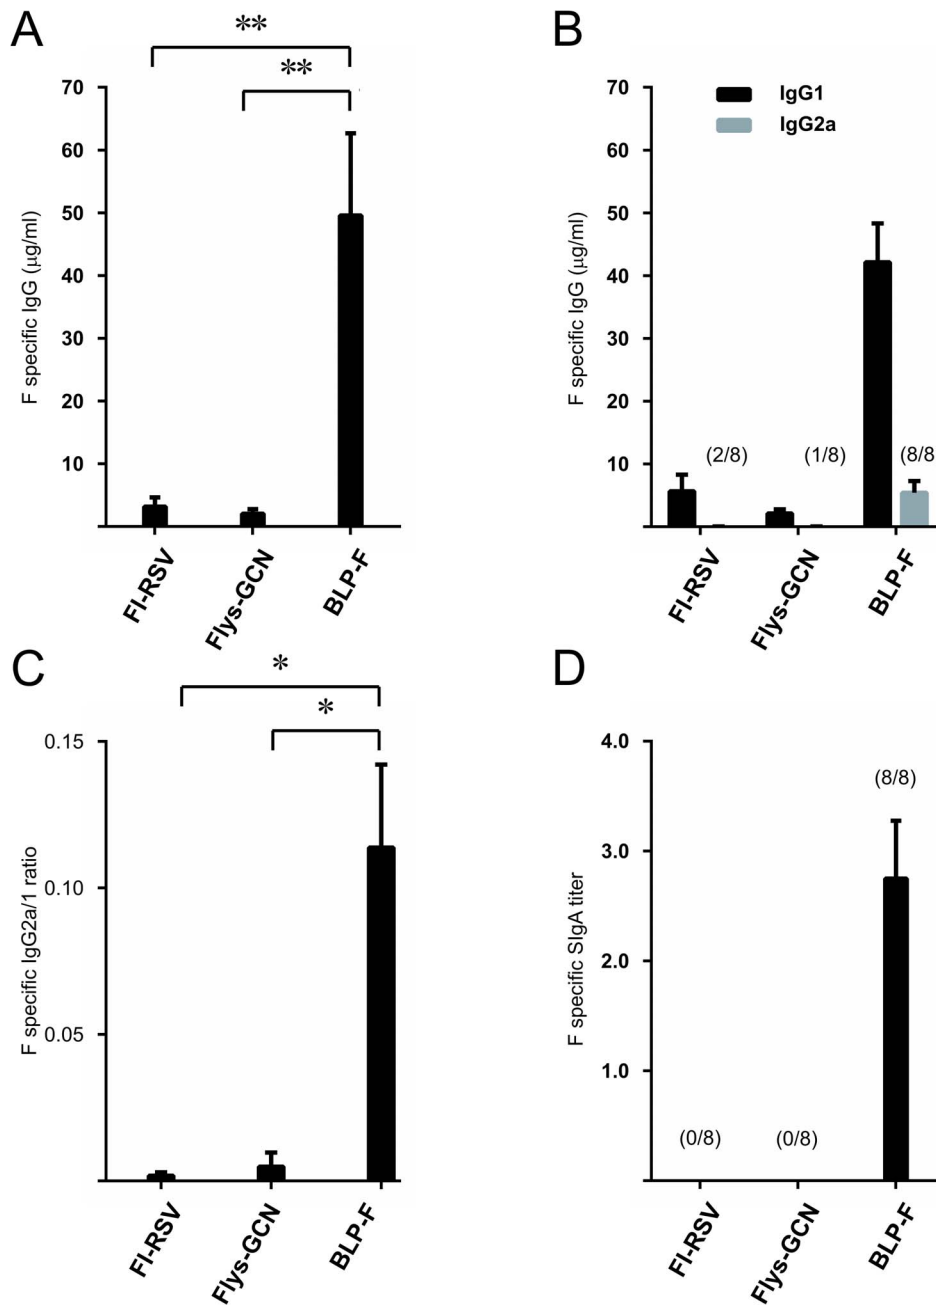 A
**
**
F specific IgG (μg/ml)
70
60
50
40
30
20
10
FI-RSV
Flys-GCN
BLP-F
B
IgG1
IgG2a
F specific IgG (μg/ml)
70
60
50
40
30
20
10
(2/8)
(1/8)
(8/8
FI-RSV
Flys-GCN
BLP-F
C
*
*
F specific IgG2a/1 ratio
0.15
0.10
0.05
FI-RSV
Flys-GCN
BLP-F
D
F specific SIgA titer
4.0
3.0
2.0
1.0
(8/8)
(0/8)
(0/8)
FI-RSV
Flys-GCN
BLP-F